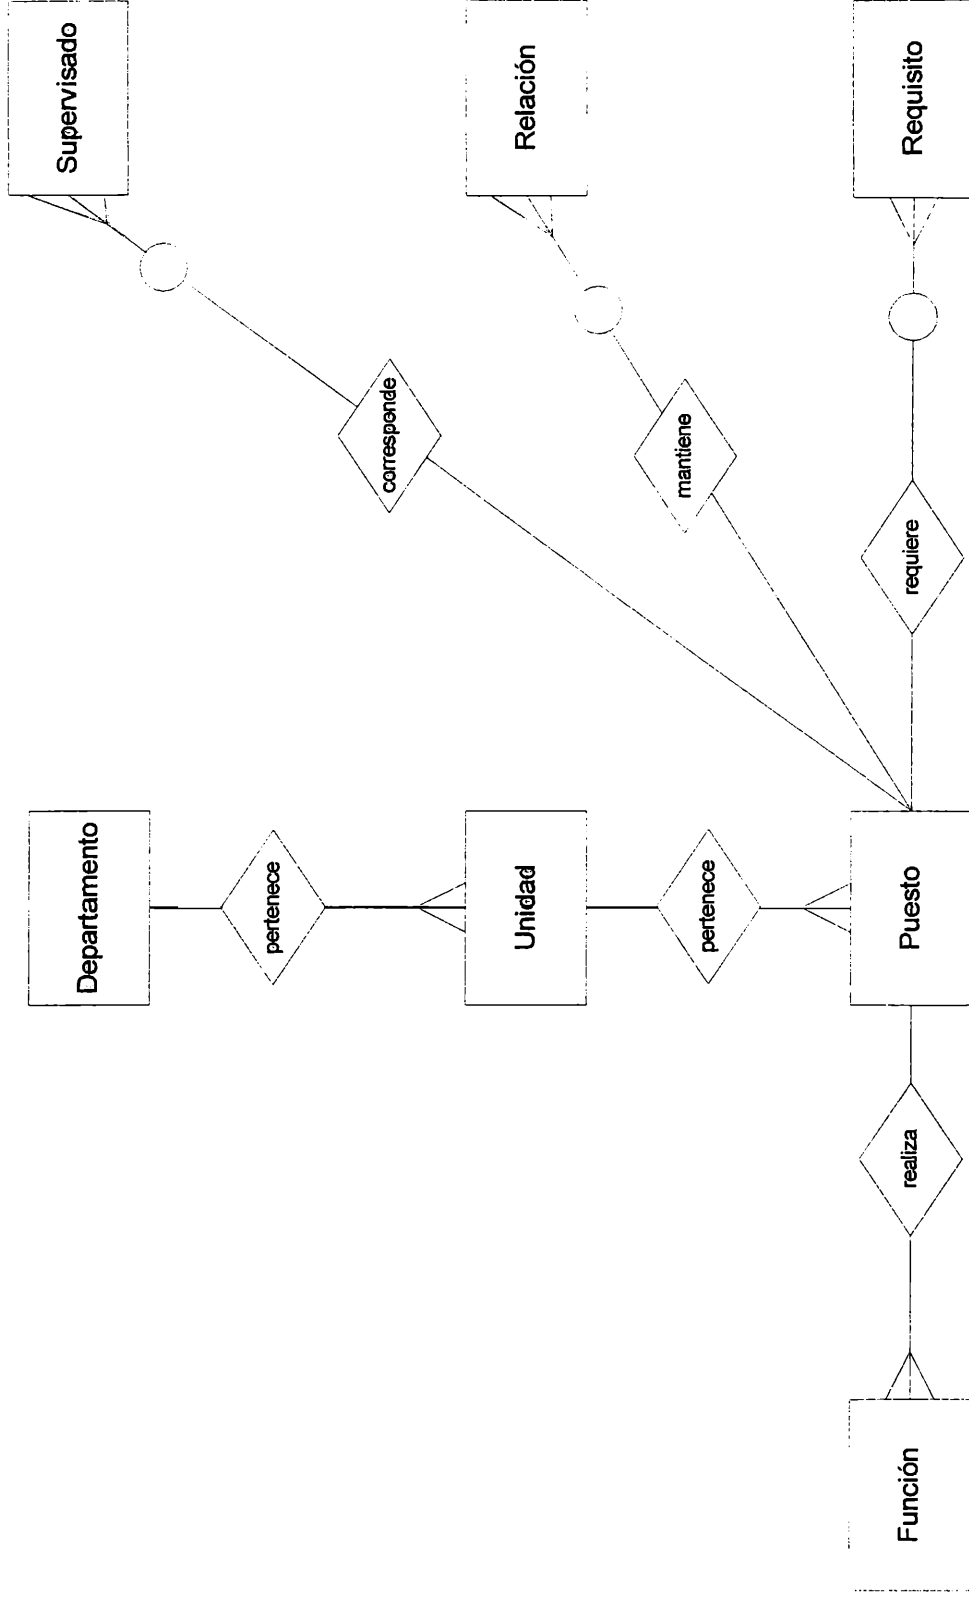 Departamento
Supervisado
pertenece
corresponde
Unidad
Relación
pertenece
mantiene
Función
realiza
Puesto
requiere
Requisito